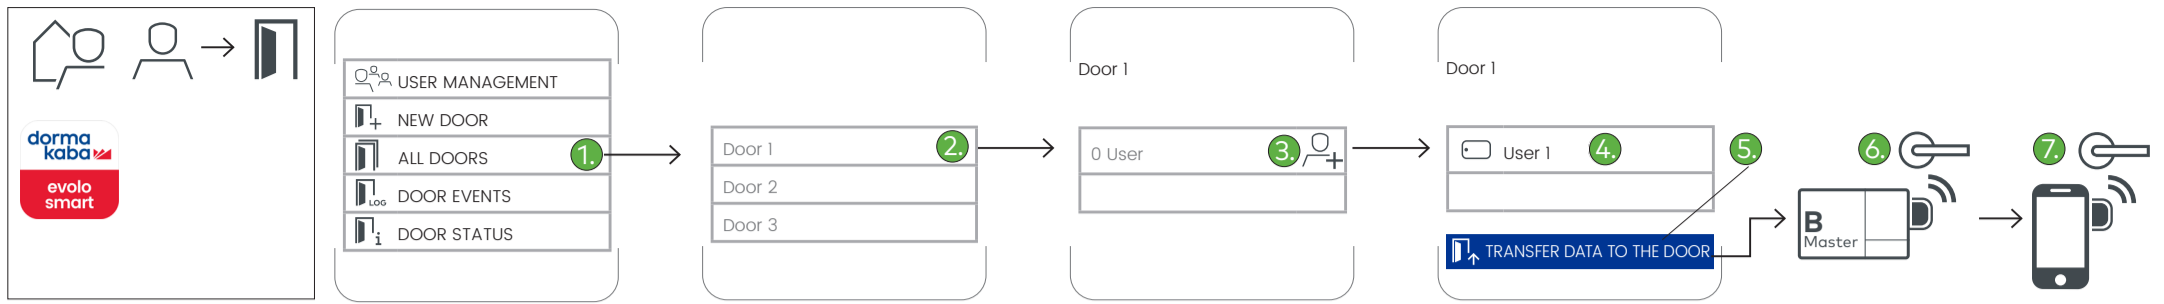 dorma
kaba
evolo
smart
USER MANAGEMENT
NEW DOOR
ALL DOORS
1.
LOG
DOOR EVENTS
i
DOOR STATUS
Door 1
2.
Door 2
Door 3
Door 1
0 User
3.
Door 1
User 1
4.
5.
TRANSFER DATA TO THE DOOR
6.
B
Master
7.